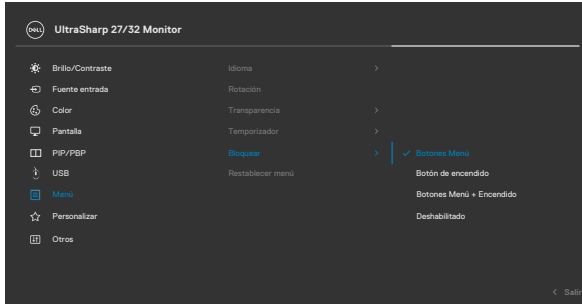 DELL
UltraSharp 27/32 Monitor
Brillo/Contraste
Idioma
Fuente entrada
Rotación
Color
Transparencia
Pantalla
Temporizador
PIP/PBP
Bloquear
Botones Menú
USB
Restablecer menú
Botón de encendido
Menú
Botones Menú + Encendido
Personalizar
Deshabilitado
Otros
Salir